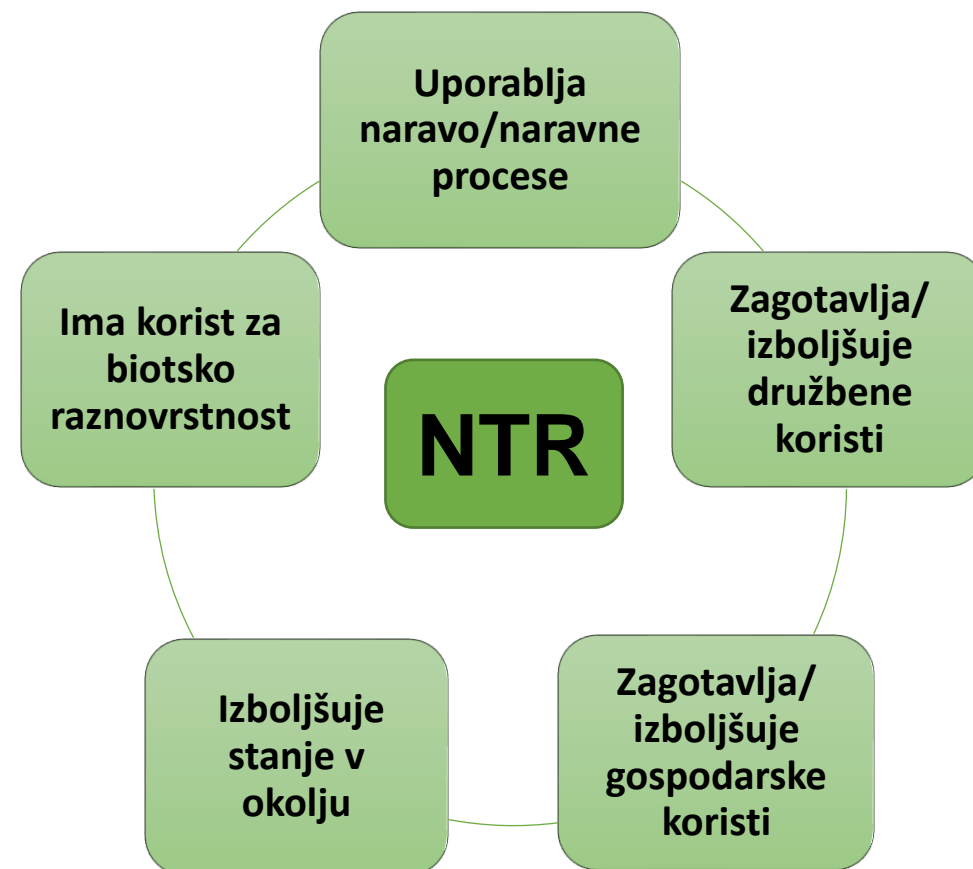 Uporablja
naravo/naravne
procese
Zagotavlja/
izboljšuje
družbene
koristi
Zagotavlja/
izboljšuje
gospodarske
koristi
Izboljšuje
stanje v
okolju
Ima korist za
biotsko
raznovrstnost
NTR